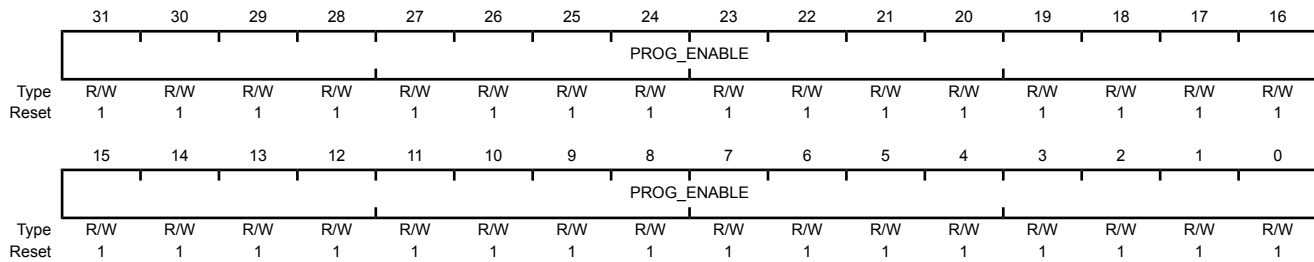 31 30 29 28 27 26 25 24 23 22 21 20 19 18 17 16
PROG_ENABLE
Type R/W R/W R/W R/W R/W R/W R/W R/W R/W R/W R/W R/W R/W R/W R/W R/W
Reset 1 1 1 1 1 1 1 1 1 1 1 1 1 1 1 1
15 14 13 12 11 10 9 8 7 6 5 4 3 2 1 0
PROG_ENABLE
Type R/W R/W R/W R/W R/W R/W R/W R/W R/W R/W R/W R/W R/W R/W R/W R/W
Reset 1 1 1 1 1 1 1 1 1 1 1 1 1 1 1 1